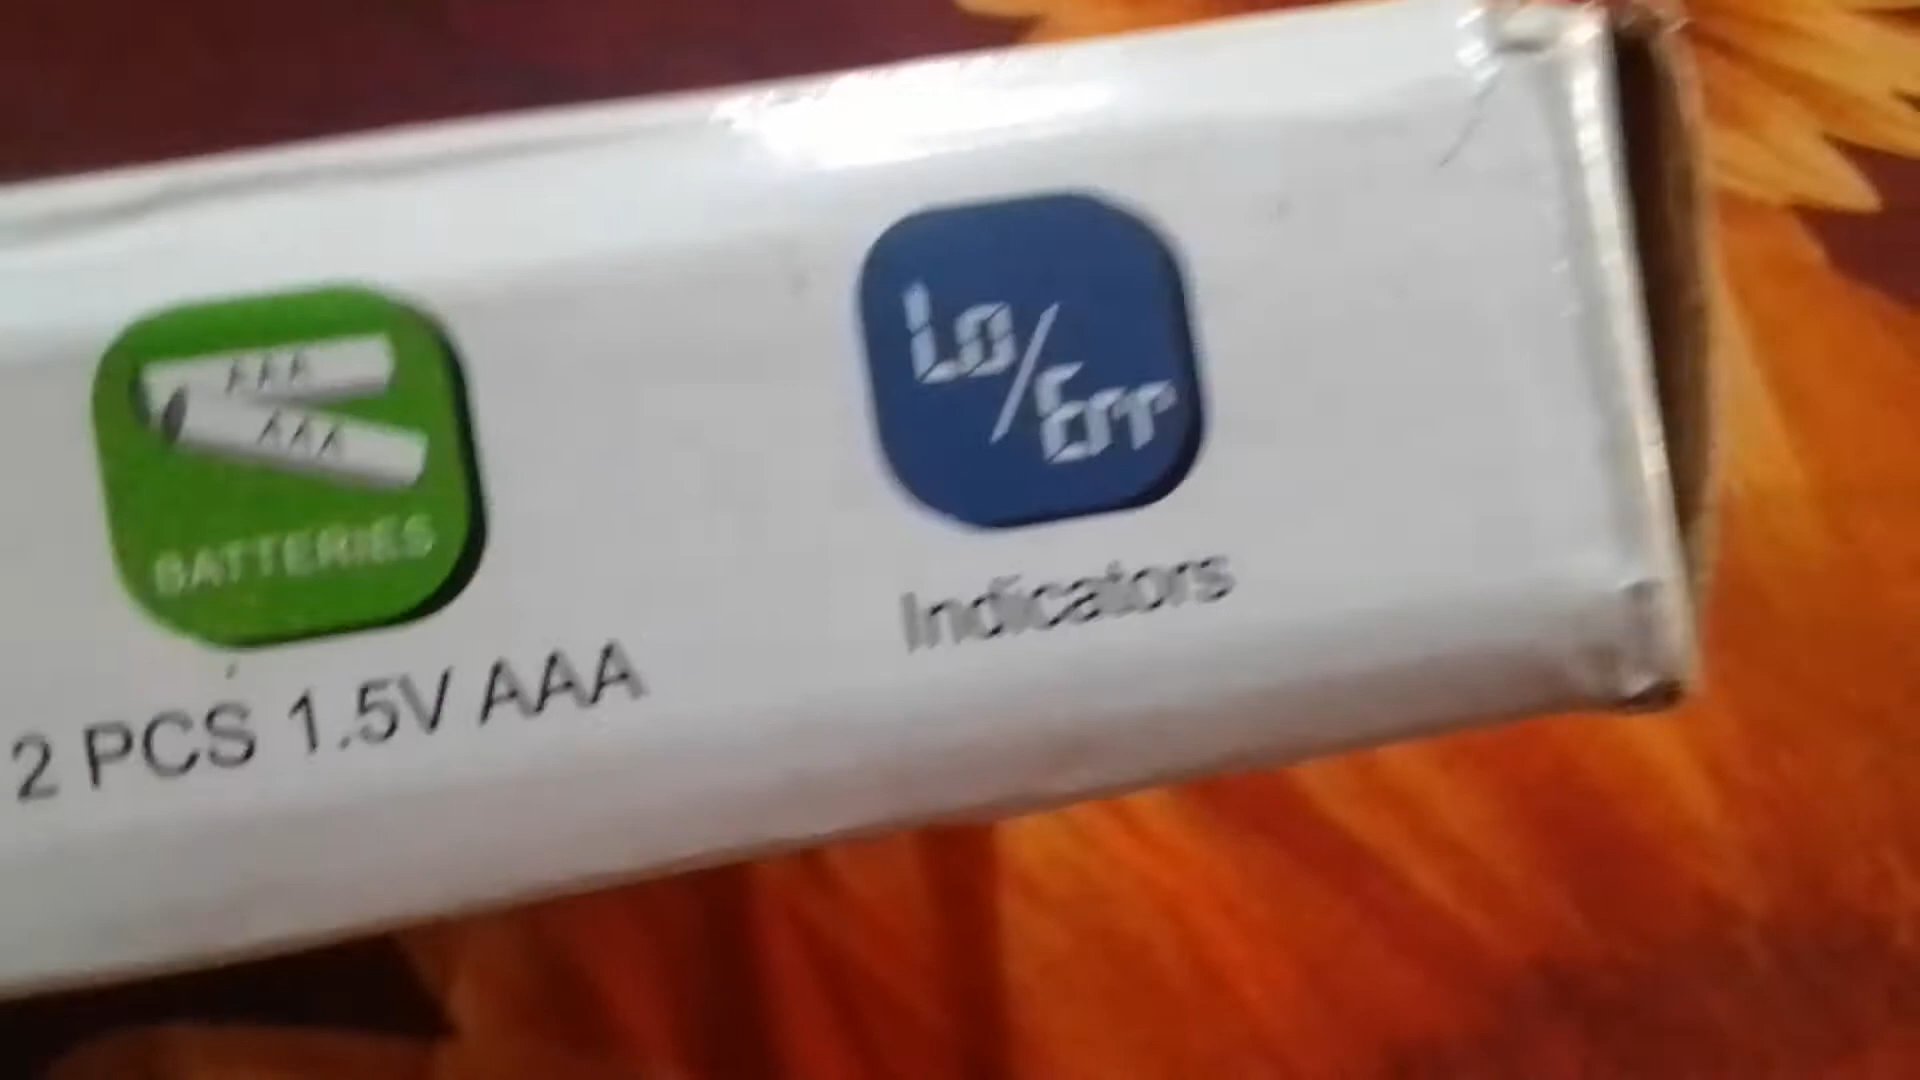 AAA
AAA
BATTERIES
2 PCS 1.5V AAA
Lo/Err
Indicators